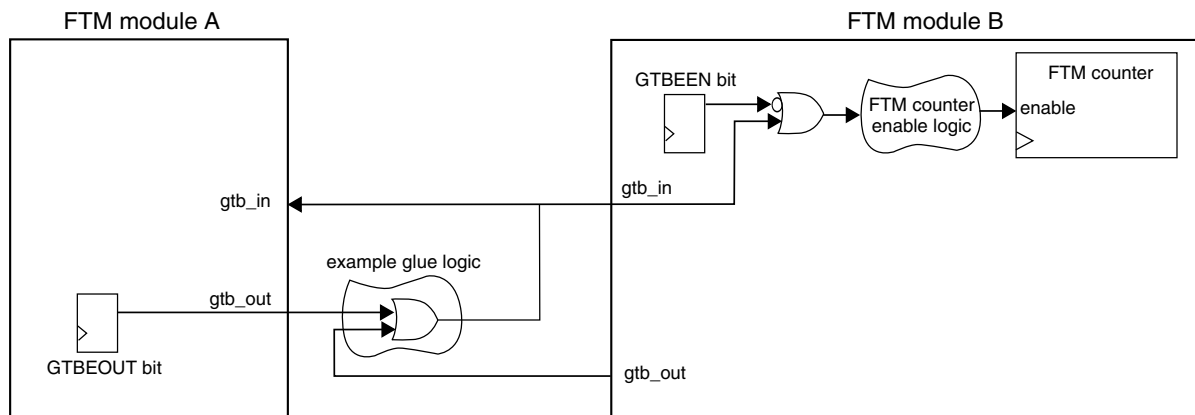 FTM module A
FTM module B
GTBEEN bit
FTM counter
FTM counter
enable logic
enable
gtb_in
gtb_in
example glue logic
gtb_out
GTBEOUT bit
gtb_out